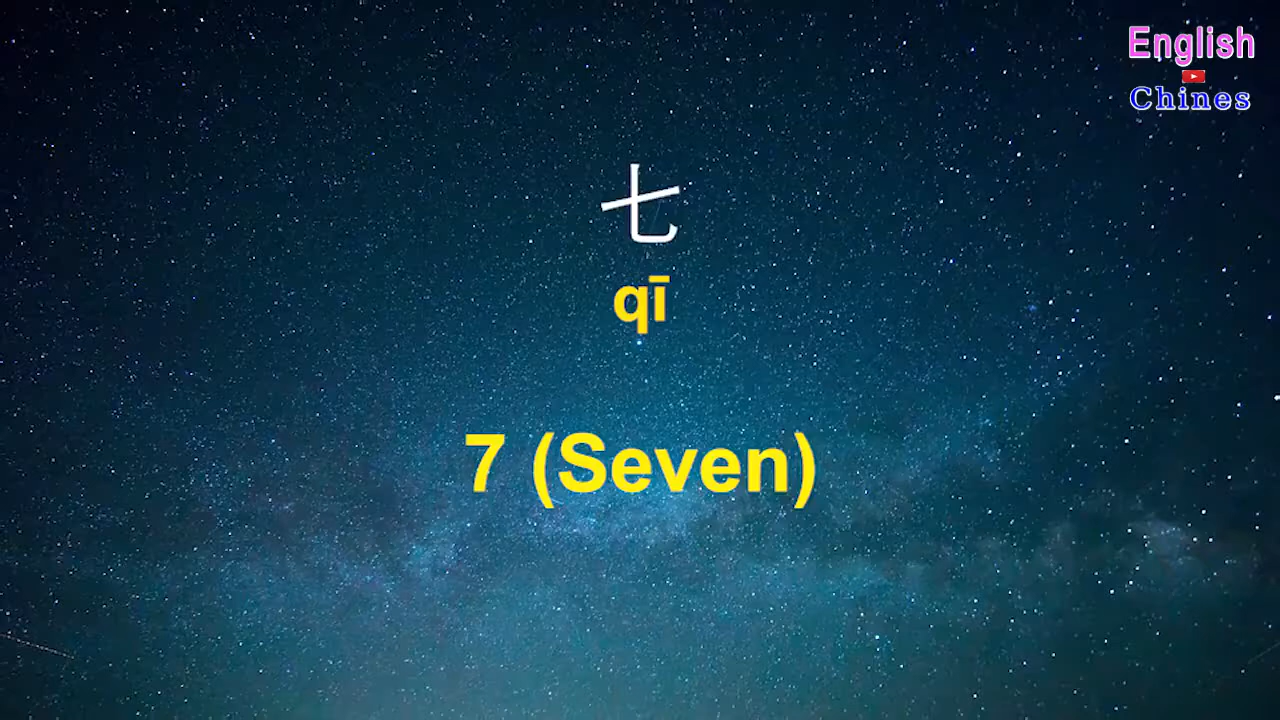 English
Chines
七
qī
7 (Seven)